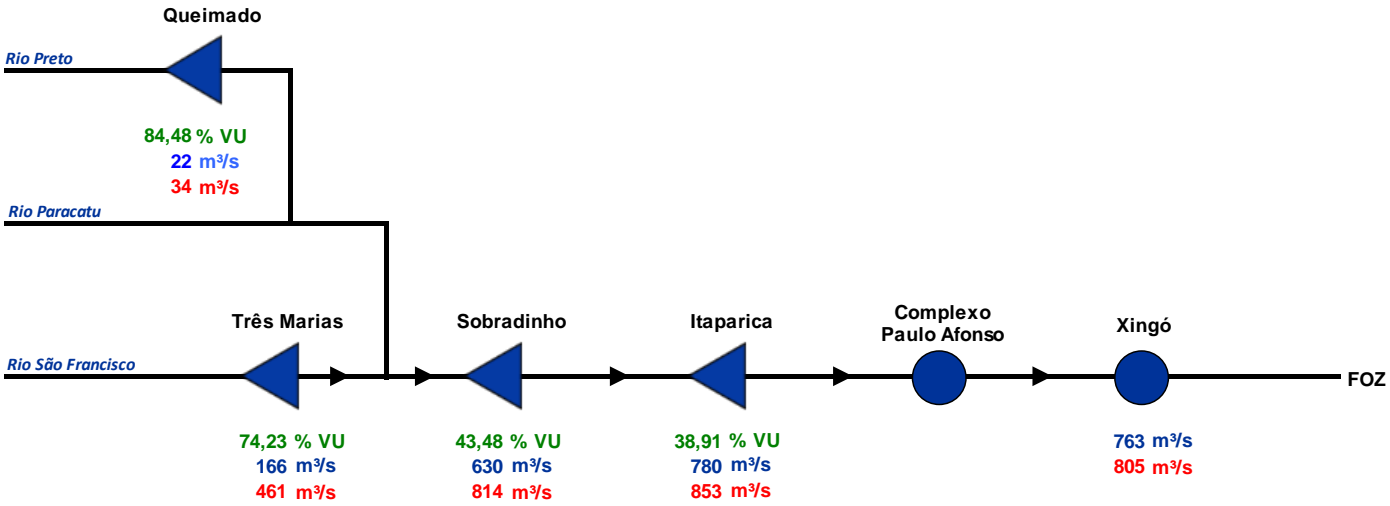 Queimado
Rio Preto
84,48 % VU
22 m³/s
34 m³/s
Rio Paracatu
Três Marias
Sobradinho
Itaparica
Complexo
Paulo Afonso
Xingó
Rio São Francisco
FOZ
74,23 % VU
166 m³/s
461 m³/s
43,48 % VU
630 m³/s
814 m³/s
38,91 % VU
780 m³/s
853 m³/s
763 m³/s
805 m³/s